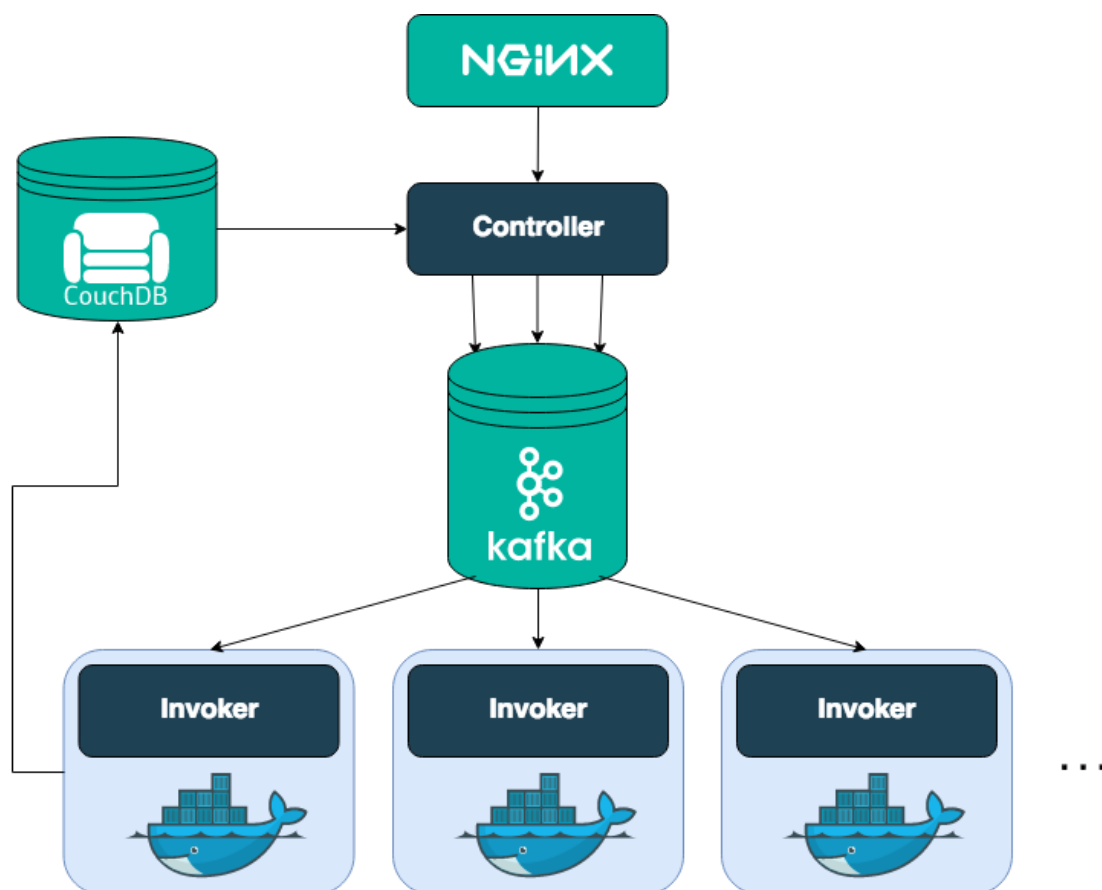 NGINX
Controller
CouchDB
kafka
Invoker
Invoker
Invoker
...